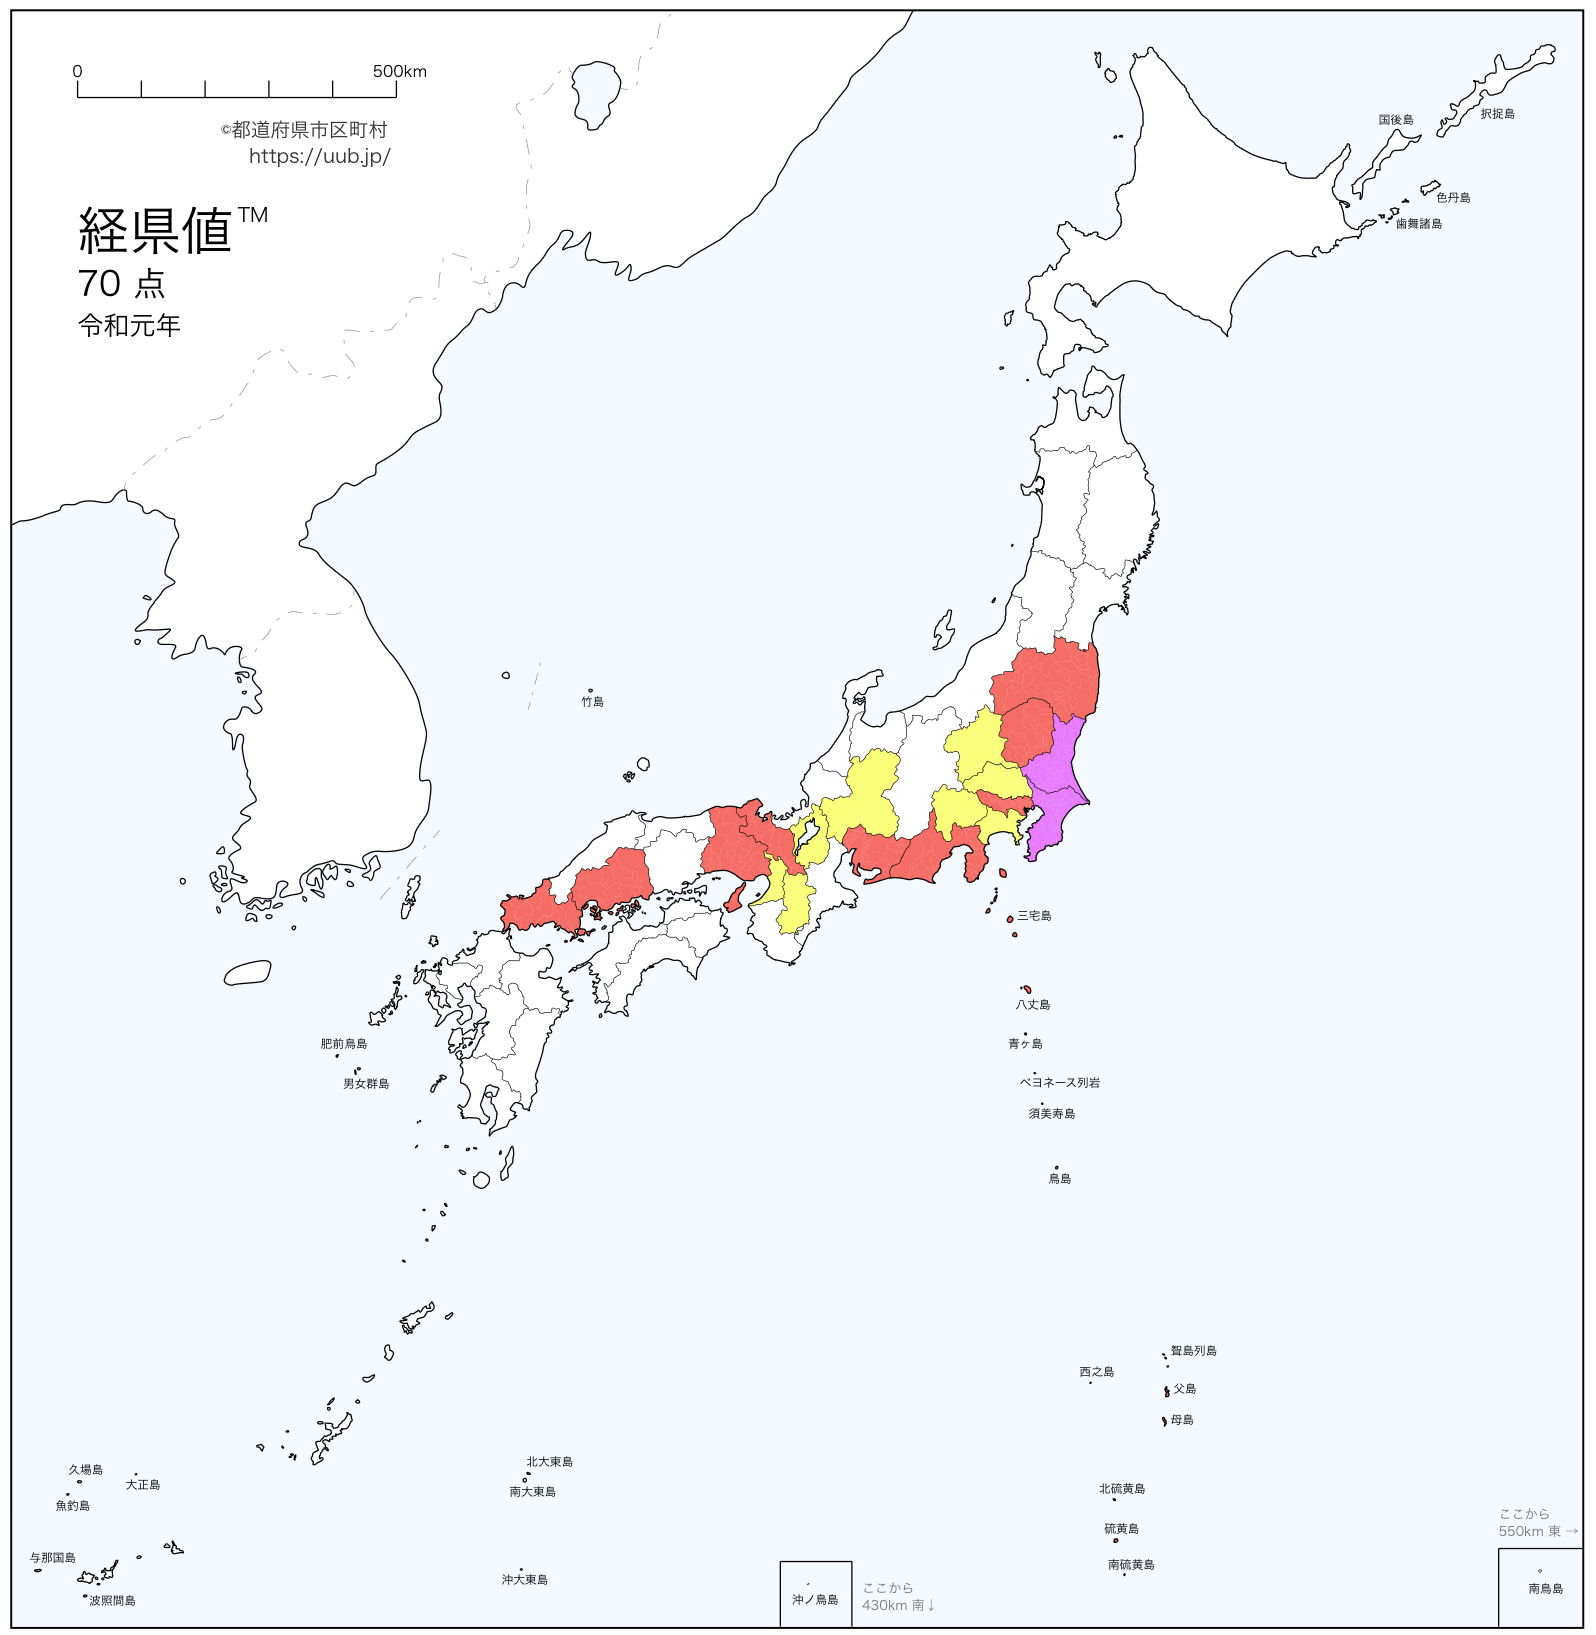 0 500km
©都道府県市区町村
https://uub.jp/
経県値™
70 点
令和元年
国後島
択捉島
色丹島
歯舞諸島
竹島
三宅島
八丈島
青ヶ島
ベヨネース列岩
須美寿島
鳥島
肥前鳥島
男女群島
西之島
聟島列島
父島
母島
北硫黄島
硫黄島
南硫黄島
久場島
大正島
魚釣島
与那国島
波照間島
北大東島
南大東島
沖大東島
沖ノ鳥島
ここから
430km 南↓
ここから
550km 東→
南鳥島